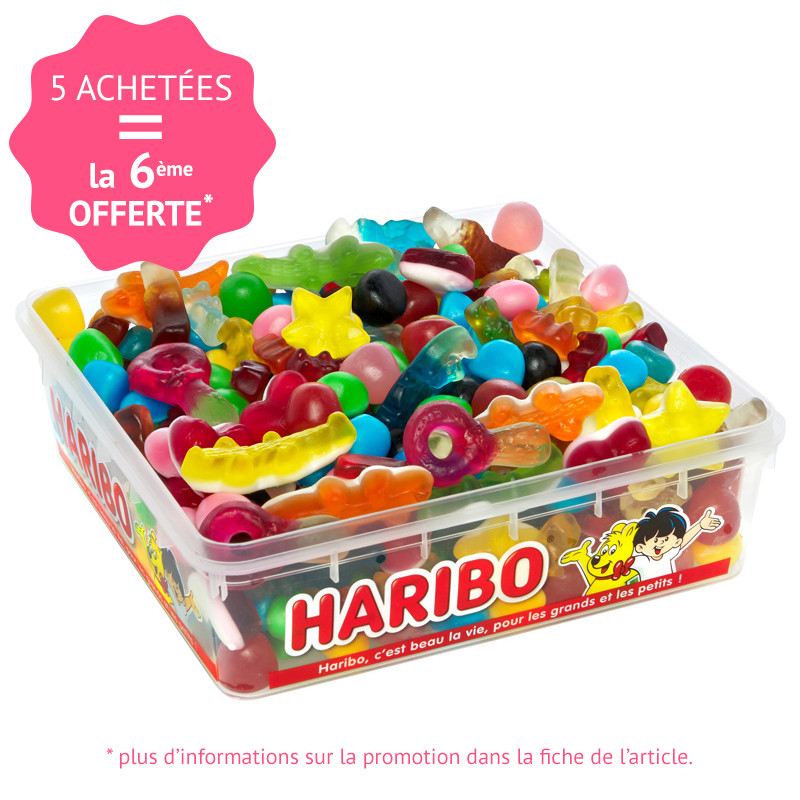 5 ACHETÉES
=
la 6ème
OFFERTE*
HARIBO
HARIBO
Haribo, c'est beau la vie, pour les grands et les petits !
* plus d'informations sur la promotion dans la fiche de l'article.